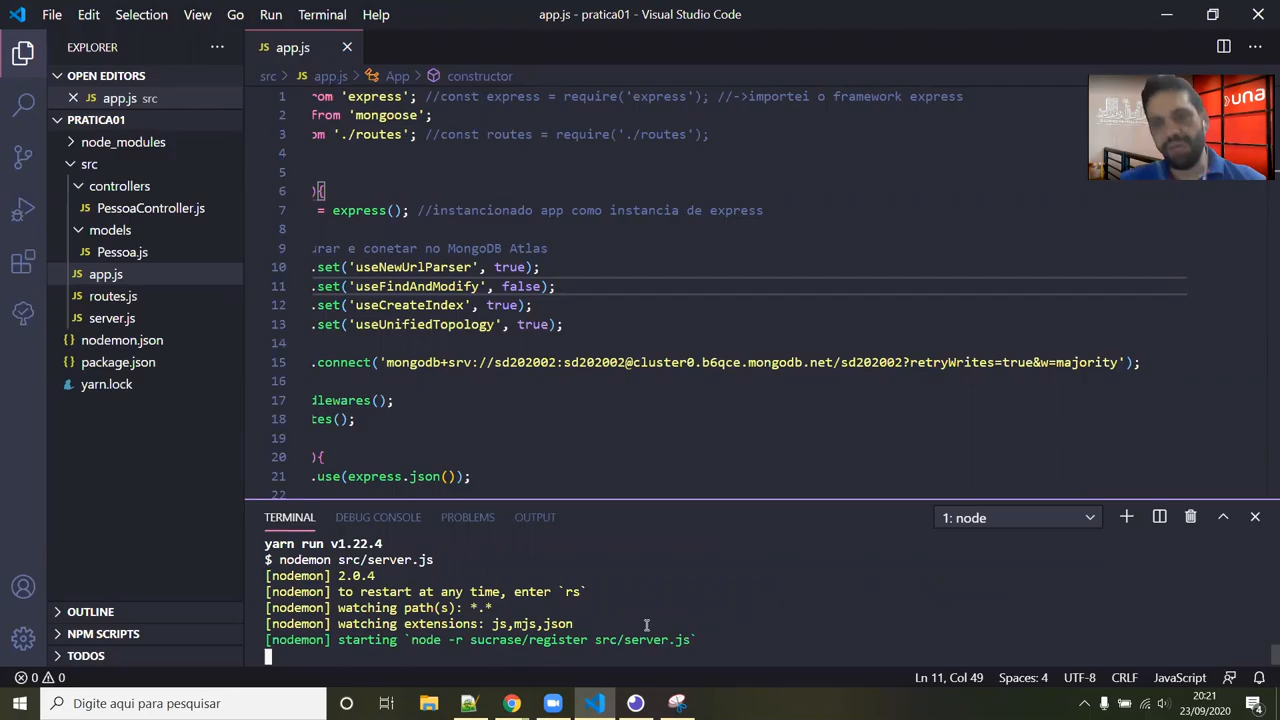 File Edit Selection View Go Run Terminal Help
app.js - pratica01 - Visual Studio Code
EXPLORER
OPEN EDITORS
app.js src
PRATICA01
node_modules
src
controllers
PessoaController.js
models
Pessoa.js
app.js
routes.js
server.js
nodemon.json
package.json
yarn.lock
OUTLINE
NPM SCRIPTS
TODOS
JS app.js
src JS app.js App constructor
1 rom 'express'; //const express = require('express'); //->importei o framework express
2 from 'mongoose';
3 om './routes'; //const routes = require('./routes');
4
5
6 ){
7 = express(); //instancionado app como instancia de express
8
9 urar e conetar no MongoDB Atlas
10 .set('useNewUrlParser', true);
11 .set('useFindAndModify', false);
12 .set('useCreateIndex', true);
13 .set('useUnifiedTopology', true);
14
15 .connect('mongodb+srv://sd202002:sd202002@cluster0.b6qce.mongodb.net/sd202002?retryWrites=true&w=majority');
16
17 dlewares();
18 tes();
19
20 ){
21 .use(express.json());
22
una
TERMINAL DEBUG CONSOLE PROBLEMS OUTPUT
1: node
yarn run v1.22.4
$ nodemon src/server.js
[nodemon] 2.0.4
[nodemon] to restart at any time, enter `rs`
[nodemon] watching path(s): *.*
[nodemon] watching extensions: js,mjs,json
[nodemon] starting `node -r sucrase/register src/server.js`
0 0
Ln 11, Col 49 Spaces: 4 UTF-8 CRLF JavaScript
Digite aqui para pesquisar
20:21
23/09/2020
4